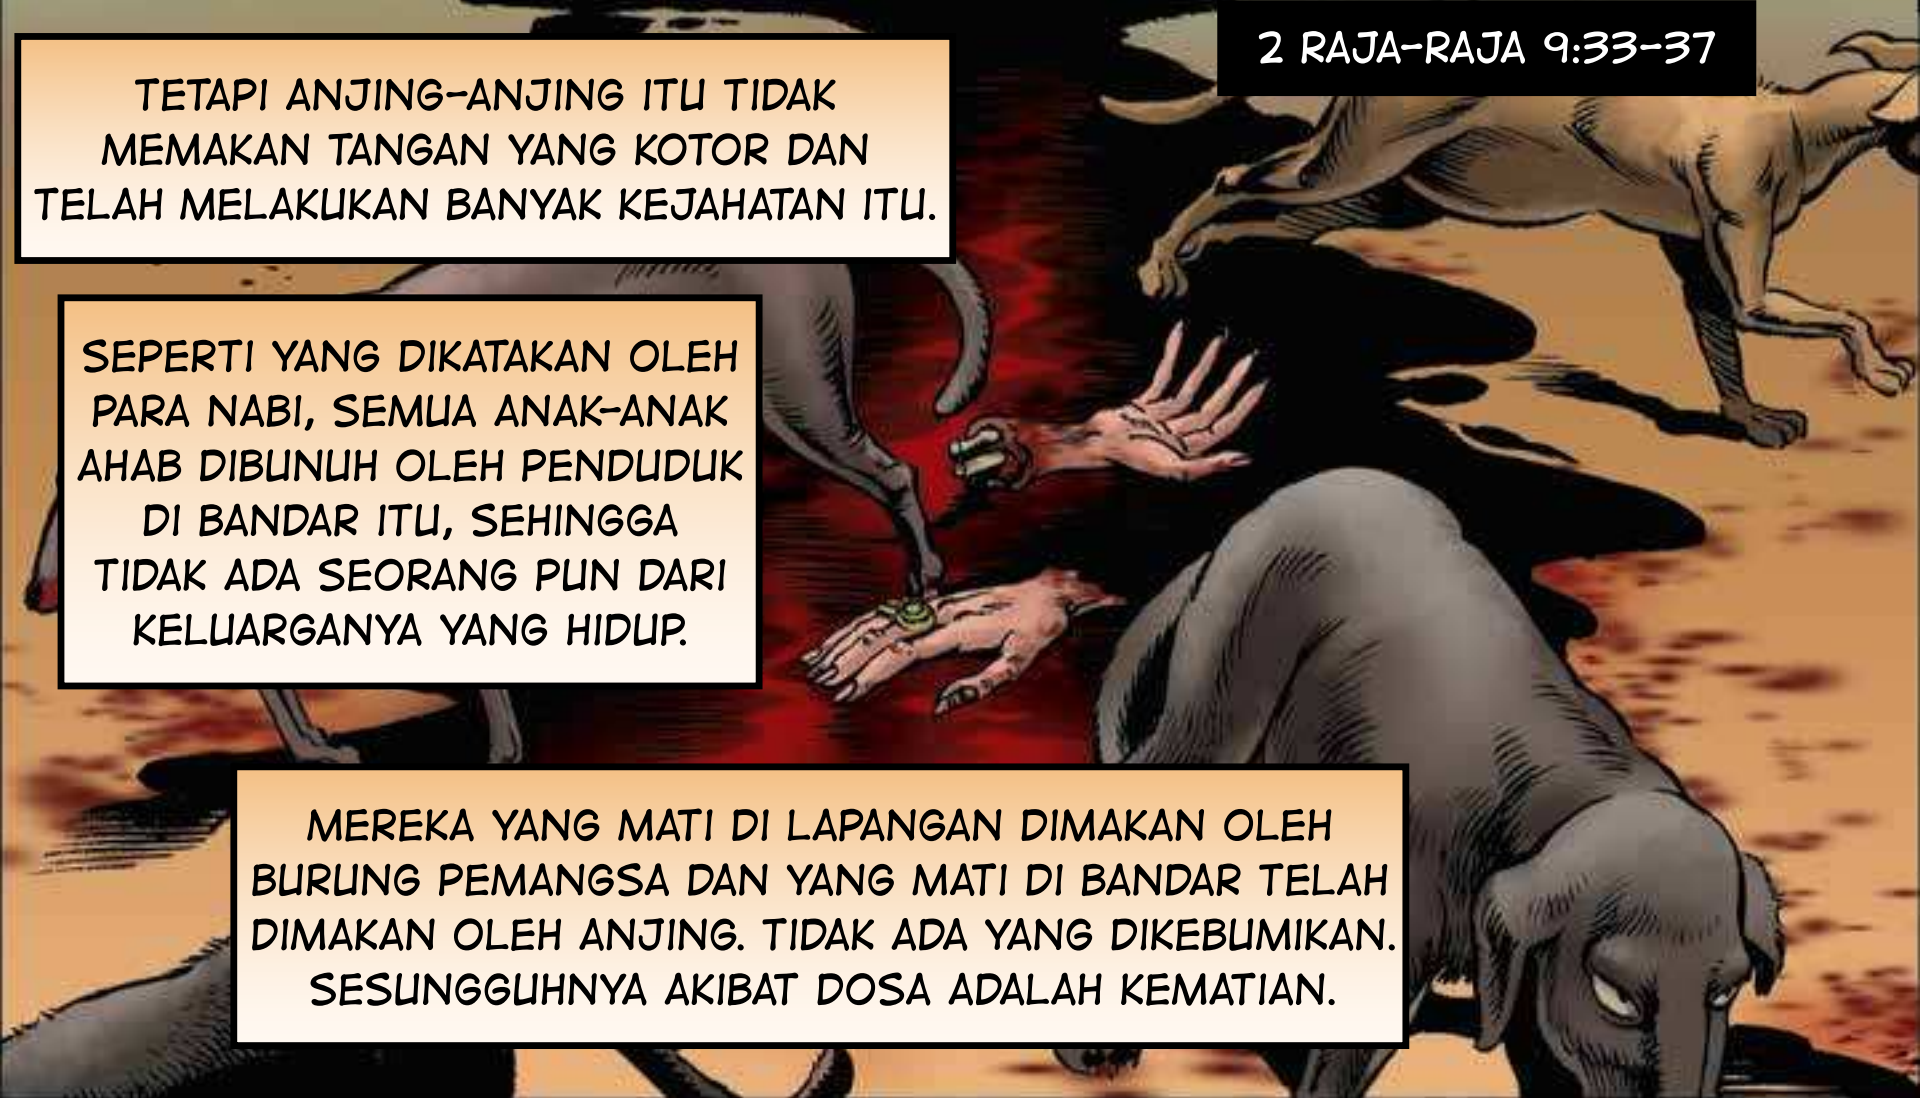 2 RAJA-RAJA 9:33-37
TETAPI ANJING-ANJING ITU TIDAK
MEMAKAN TANGAN YANG KOTOR DAN
TELAH MELAKUKAN BANYAK KEJAHATAN ITU.
SEPERTI YANG DIKATAKAN OLEH
PARA NABI, SEMUA ANAK-ANAK
AHAB DIBUNUH OLEH PENDUDUK
DI BANDAR ITU, SEHINGGA
TIDAK ADA SEORANG PUN DARI
KELUARGANYA YANG HIDUP.
MEREKA YANG MATI DI LAPANGAN DIMAKAN OLEH
BURUNG PEMANGSA DAN YANG MATI DI BANDAR TELAH
DIMAKAN OLEH ANJING. TIDAK ADA YANG DIKEBUMIKAN.
SESUNGGUHNYA AKIBAT DOSA ADALAH KEMATIAN.